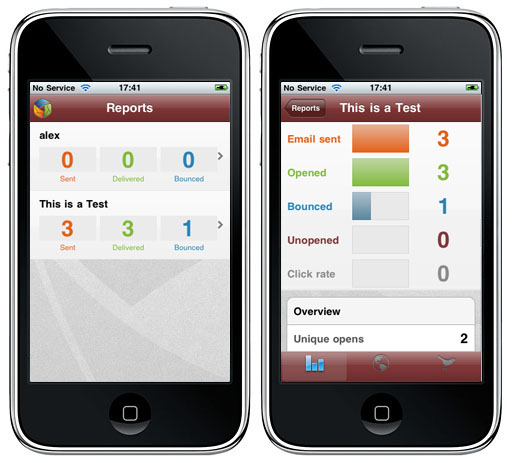 No Service 17:41
Reports
alex
0 0 0
Sent Delivered Bounced
This is a Test
3 3 1
Sent Delivered Bounced
No Service 17:41
Reports This is a Test
Email sent 3
Opened 3
Bounced 1
Unopened 0
Click rate 0
Overview
Unique opens 2